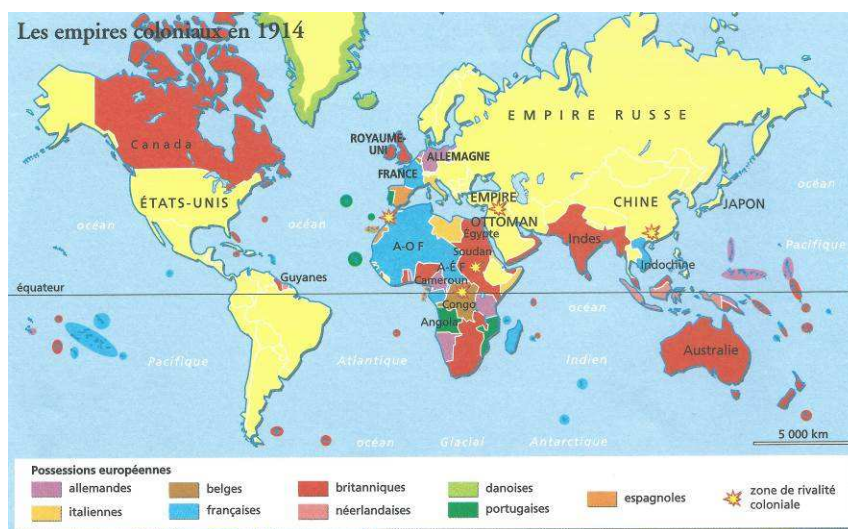 Les empires coloniaux en 1914
EMPIRE RUSSE
Canada
ROYAUME-
UNI
ALLEMAGNE
FRANCE
ÉTATS-UNIS
EMPIRE
OTTOMAN
CHINE
JAPON
océan
océan
océan
Pacifique
A-O F
Égypte
Indes
Soudan
A-É F
Indochine
Guyanes
Cameroun
équateur
Congo
océan
Angola
Pacifique
Atlantique
Indien
Australie
océan
Glacial
Antarctique
5 000 km
Possessions européennes
allemandes
belges
britanniques
danoises
espagnoles
zone de rivalité
coloniale
italiennes
françaises
néerlandaises
portugaises